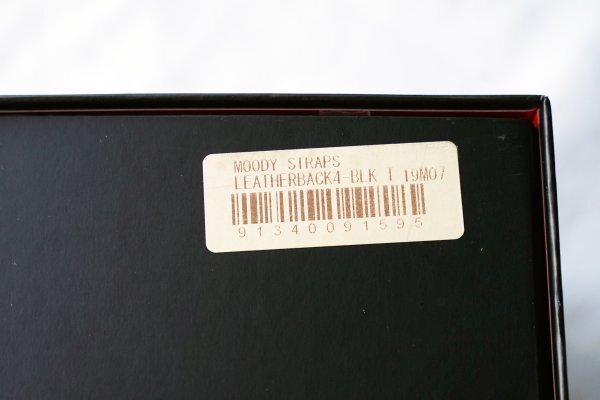 MOODY STRAPS
LEATHERBACK4-BLK T 19M07
91340091595